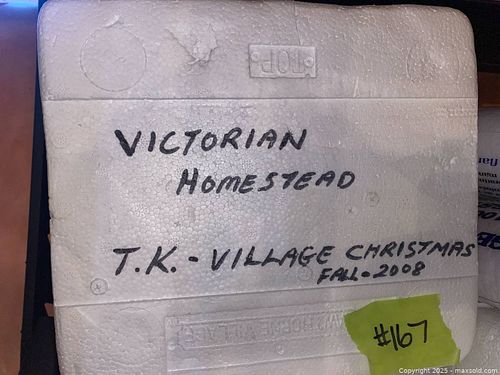 TOP
VICTORIAN
HOMESTEAD
T.K. - VILLAGE CHRISTMAS
FALL - 2008
#167
Copyright 2025 - maxsold.com